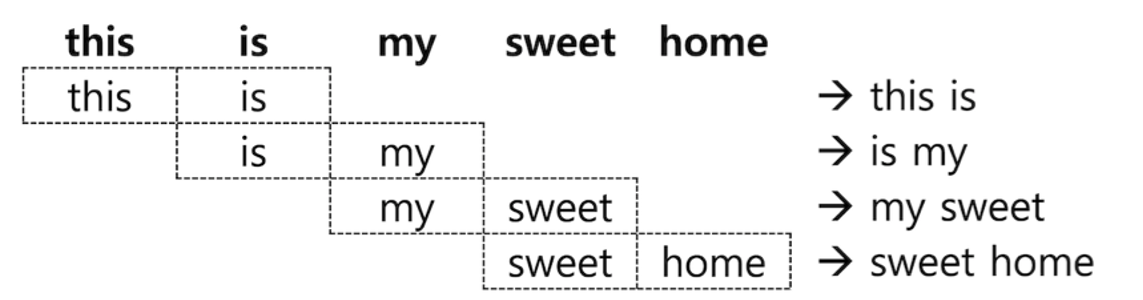 this is my sweet home
this is → this is
is my → is my
my sweet → my sweet
sweet home → sweet home